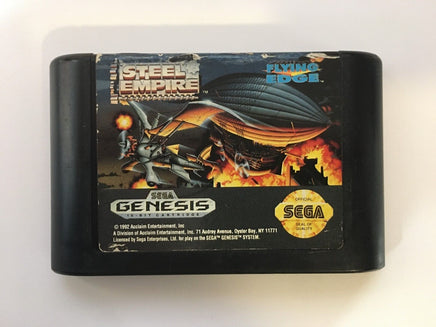 STEEL
EMPIRE™
FLYING
EDGE™
SEGA
GENESIS
16-BIT CARTRIDGE
© 1992 Acclaim Entertainment, Inc
A Division of Acclaim Entertainment, Inc. 71 Audrey Avenue, Oyster Bay, NY 11771
Licensed by Sega Enterprises, Ltd. for play on the SEGA™ GENESIS™ SYSTEM.
OFFICIAL
SEGA
SEAL OF
QUALITY